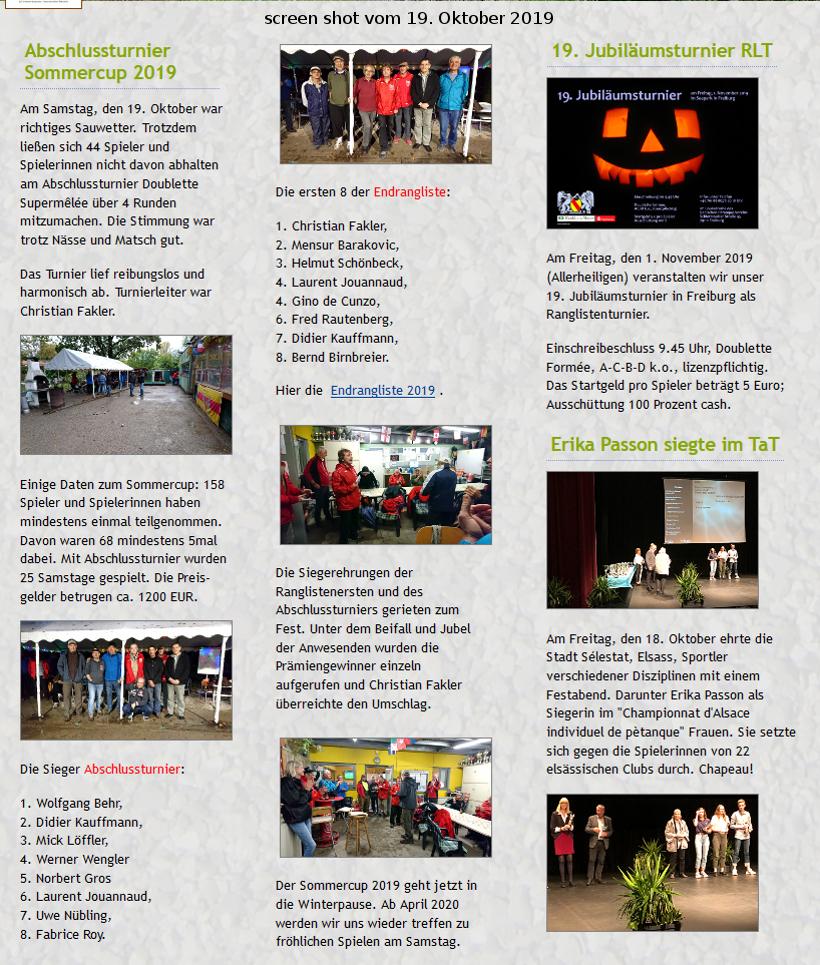 screen shot vom 19. Oktober 2019
Abschlussturnier
Sommercup 2019
Am Samstag, den 19. Oktober war
richtiges Sauwetter. Trotzdem
ließen sich 44 Spieler und
Spielerinnen nicht davon abhalten
am Abschlussturnier Doublette
Supermêlée über 4 Runden
mitzumachen. Die Stimmung war
trotz Nässe und Matsch gut.
Das Turnier lief reibungslos und
harmonisch ab. Turnierleiter war
Christian Fakler.
Einige Daten zum Sommercup: 158
Spieler und Spielerinnen haben
mindestens einmal teilgenommen.
Davon waren 68 mindestens 5mal
dabei. Mit Abschlussturnier wurden
25 Samstage gespielt. Die Preis-
gelder betrugen ca. 1200 EUR.
Die Sieger Abschlussturnier:
1. Wolfgang Behr,
2. Didier Kauffmann,
3. Mick Löffler,
4. Werner Wengler
5. Norbert Gros
6. Laurent Jouannaud,
7. Uwe Nübling,
8. Fabrice Roy.
Die ersten 8 der Endrangliste:
1. Christian Fakler,
2. Mensur Barakovic,
3. Helmut Schönbeck,
4. Laurent Jouannaud,
4. Gino de Cunzo,
6. Fred Rautenberg,
7. Didier Kauffmann,
8. Bernd Birnbreier.
Hier die Endrangliste 2019 .
Die Siegerehrungen der
Ranglistenersten und des
Abschlussturniers gerieten zum
Fest. Unter dem Beifall und Jubel
der Anwesenden wurden die
Prämiengewinner einzeln
aufgerufen und Christian Fakler
überreichte den Umschlag.
Der Sommercup 2019 geht jetzt in
die Winterpause. Ab April 2020
werden wir uns wieder treffen zu
fröhlichen Spielen am Samstag.
19. Jubiläumsturnier RLT
19. Jubiläumsturnier
Am Freitag, den 1. November 2019
(Allerheiligen) veranstalten wir unser
19. Jubiläumsturnier in Freiburg als
Ranglistenturnier.
Einschreibeschluss 9.45 Uhr, Doublette
Formée, A-C-B-D k.o., lizenzpflichtig.
Das Startgeld pro Spieler beträgt 5 Euro;
Ausschüttung 100 Prozent cash.
Erika Passon siegte im TaT
Am Freitag, den 18. Oktober ehrte die
Stadt Sélestat, Elsass, Sportler
verschiedener Disziplinen mit einem
Festabend. Darunter Erika Passon als
Siegerin im "Championnat d'Alsace
individuel de pètanque" Frauen. Sie setzte
sich gegen die Spielerinnen von 22
elsässischen Clubs durch. Chapeau!